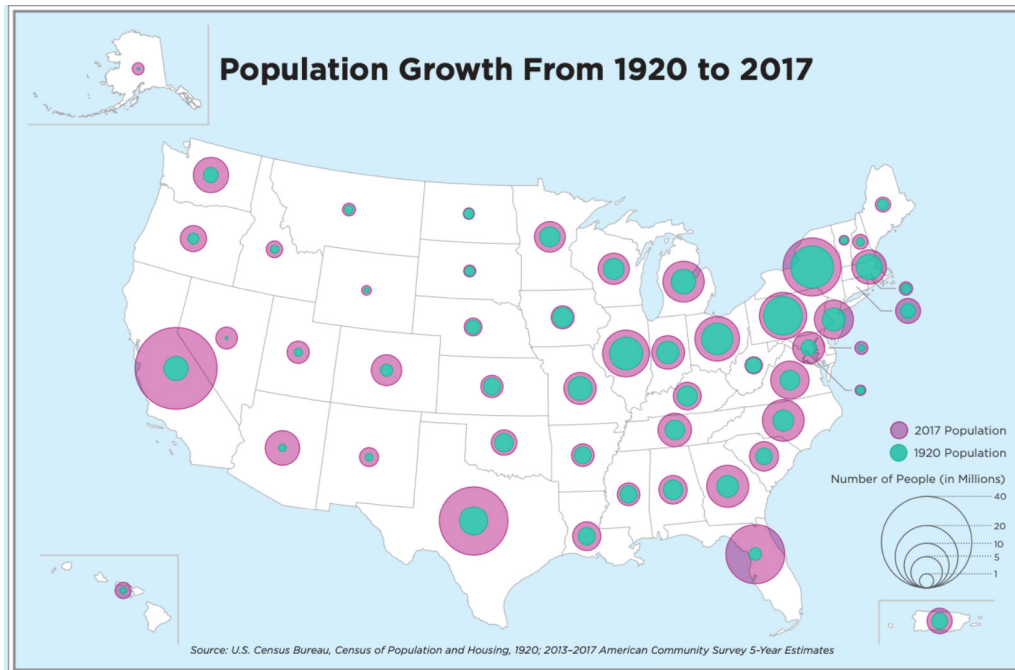 Population Growth From 1920 to 2017
2017 Population
1920 Population
Number of People (in Millions)
40
20
10
5
1
Source: U.S. Census Bureau, Census of Population and Housing, 1920; 2013–2017 American Community Survey 5-Year Estimates